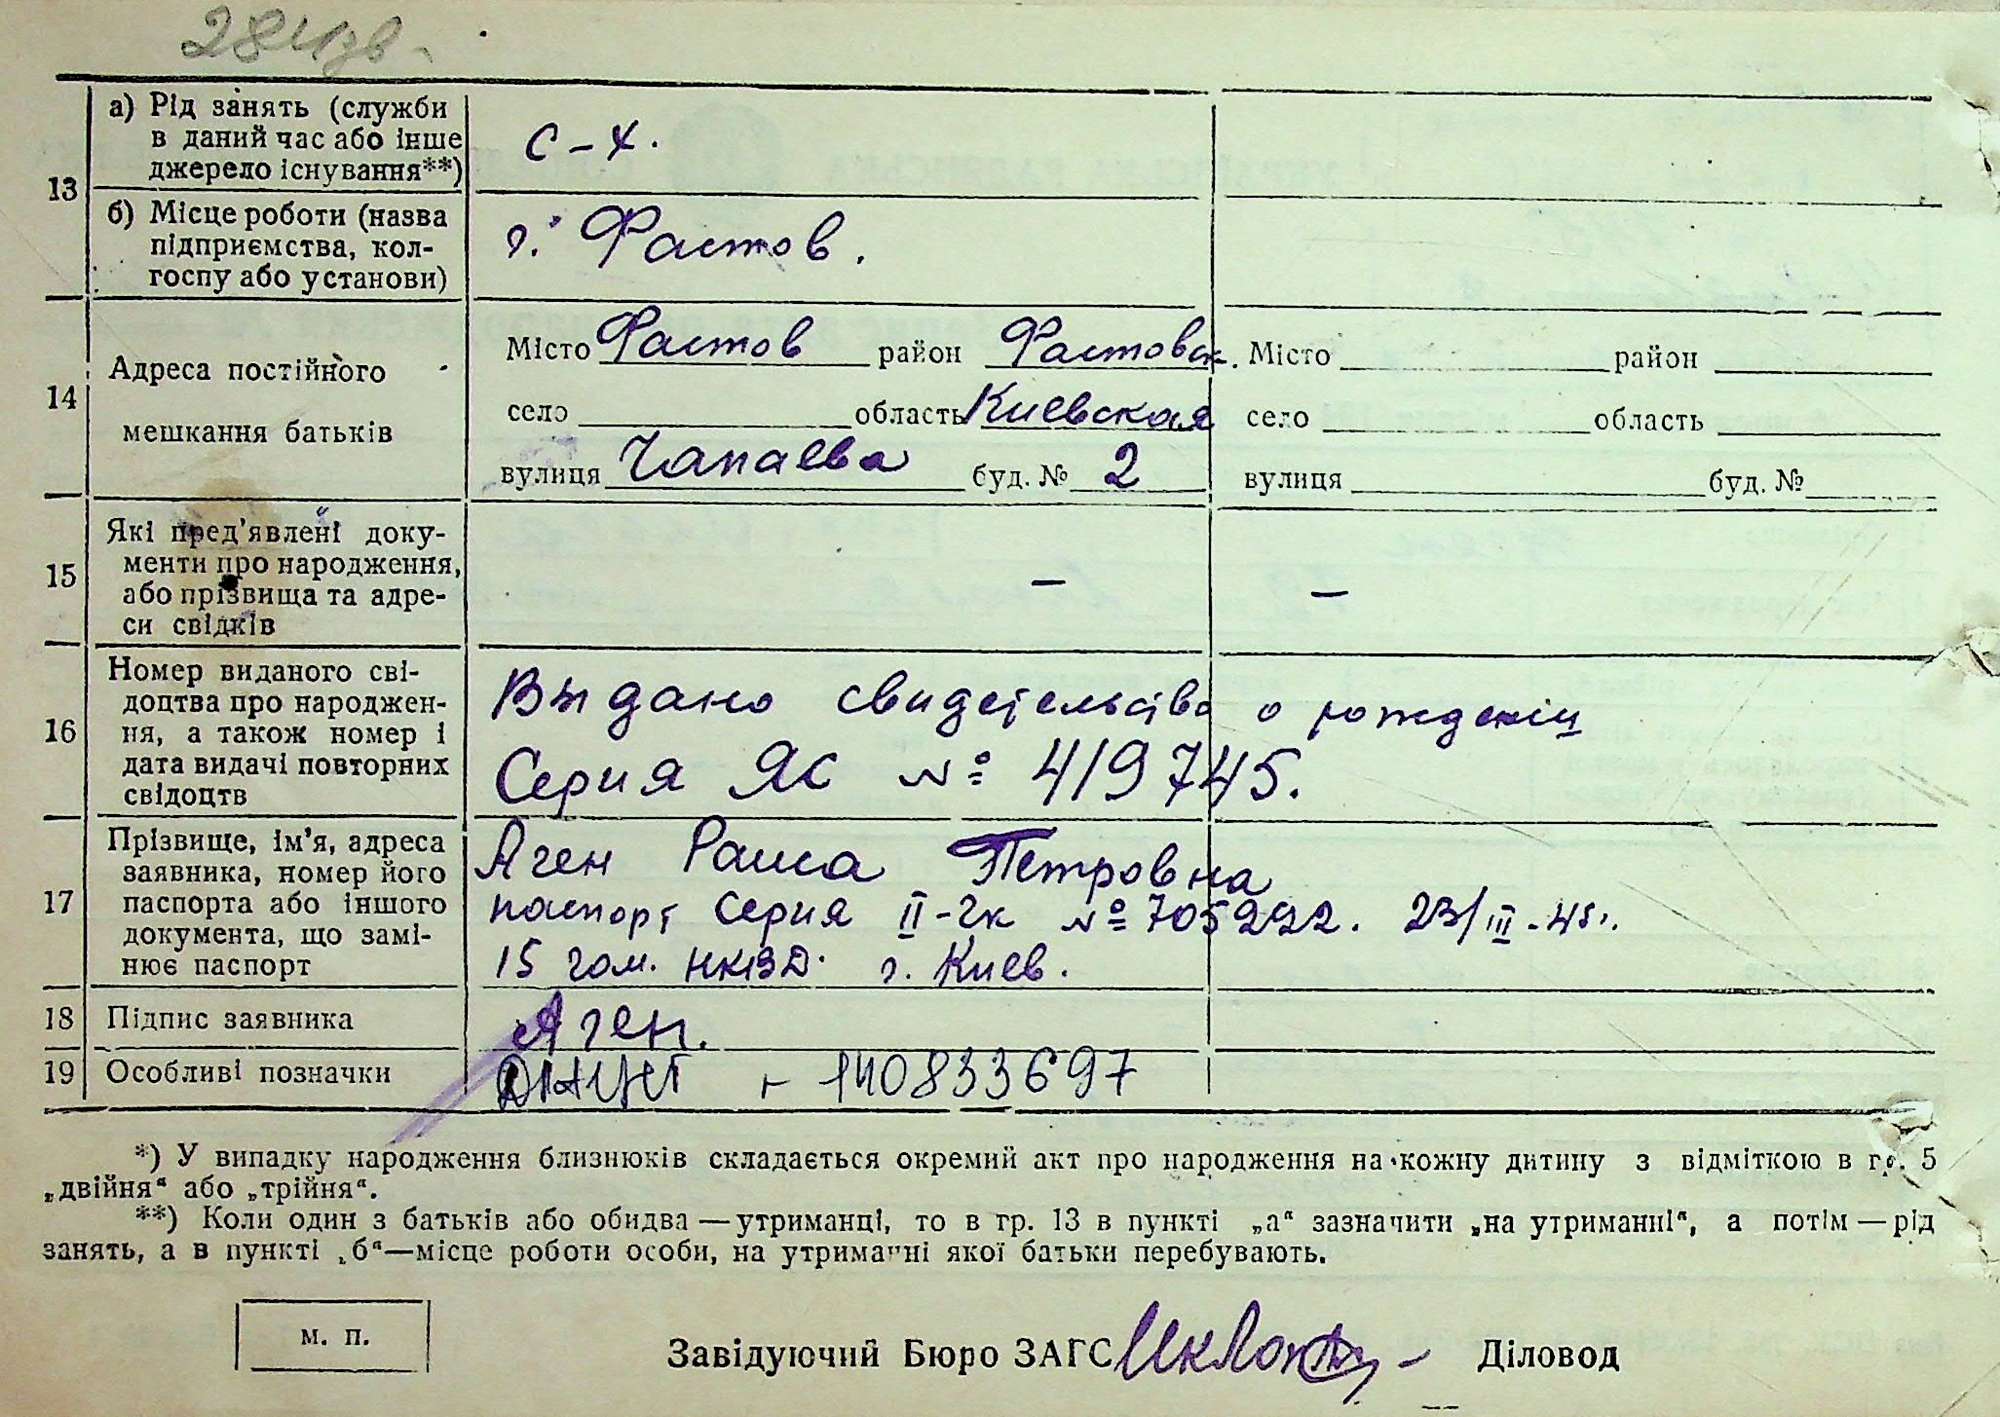 13
а) Рід занять (служби
в даний час або інше
джерело існування**)
с-х.
б) Місце роботи (назва
підприємства, кол-
госпу або установи)
г. Фастов.
14
Адреса постійного
мешкання батьків
Місто Фастов район Фастовск. Місто район
село область Киевская село область
вулиця Чапаева буд. № 2 вулиця буд. №
15
Які пред'явлені доку-
менти про народження,
або прізвища та адре-
си свідків
— —
16
Номер виданого сві-
доцтва про народжен-
ня, а також номер і
дата видачі повторних
свідоцтв
Выдано свидетельство о рождении
Серия ЯС № 419745.
17
Прізвище, ім'я, адреса
заявника, номер його
паспорта або іншого
документа, що замі-
нює паспорт
Аген Раиса Петровна
паспорт Серия II-чк № 705292. 23/III-45г.
15 НКВД. г. Киев.
18 Підпис заявника Аген.
19 Особливі позначки 140833697
*) У випадку народження близнюків складається окремий акт про народження на кожну дитину з відміткою в гр. 5
„двійня“ або „трійня“.
**) Коли один з батьків або обидва — утриманці, то в гр. 13 в пункті „а“ зазначити „на утриманні“, а потім — рід
занять, а в пункті „б“—місце роботи особи, на утриманні якої батьки перебувають.
м. п.
Завідуючий Бюро ЗАГС Діловод